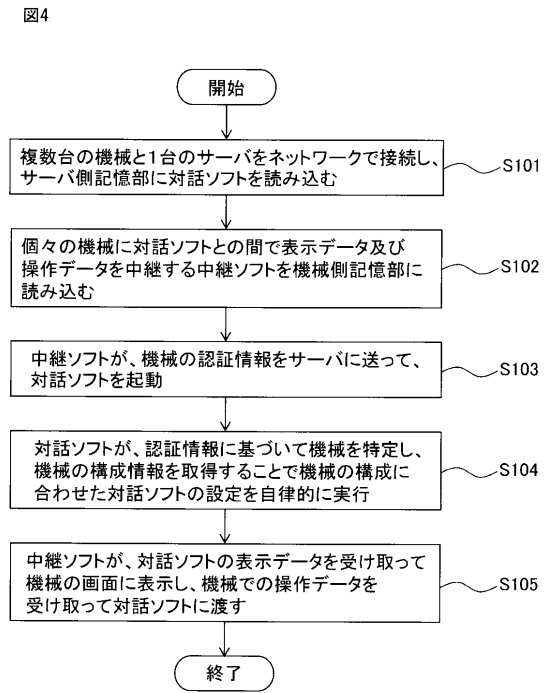 図4
開始
複数台の機械と1台のサーバをネットワークで接続し、
サーバ側記憶部に対話ソフトを読み込む
S101
個々の機械に対話ソフトとの間で表示データ及び
操作データを中継する中継ソフトを機械側記憶部に
読み込む
S102
中継ソフトが、機械の認証情報をサーバに送って、
対話ソフトを起動
S103
対話ソフトが、認証情報に基づいて機械を特定し、
機械の構成情報を取得することで機械の構成に
合わせた対話ソフトの設定を自律的に実行
S104
中継ソフトが、対話ソフトの表示データを受け取って
機械の画面に表示し、機械での操作データを
受け取って対話ソフトに渡す
S105
終了